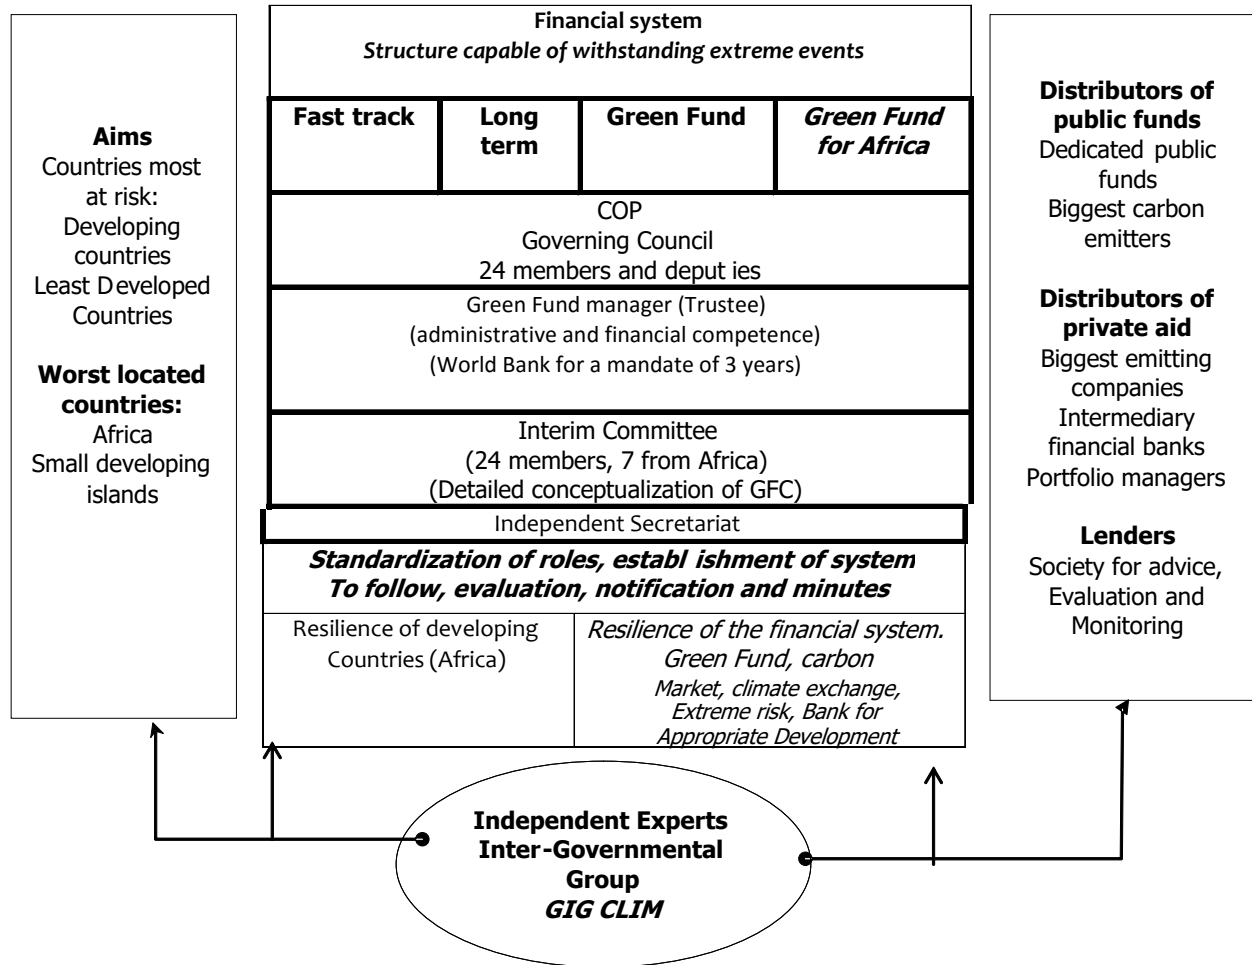 Aims
Countries most
at risk:
Developing
countries
Least Developed
Countries
Worst located
countries:
Africa
Small developing
islands
Financial system
Structure capable of withstanding extreme events
Fast track
Long
term
Green Fund
Green Fund
for Africa
COP
Governing Council
24 members and deput ies
Green Fund manager (Trustee)
(administrative and financial competence)
(World Bank for a mandate of 3 years)
Interim Committee
(24 members, 7 from Africa)
(Detailed conceptualization of GFC)
Independent Secretariat
Standardization of roles, establ ishment of system
To follow, evaluation, notification and minutes
Resilience of developing
Countries (Africa)
Resilience of the financial system.
Green Fund, carbon
Market, climate exchange,
Extreme risk, Bank for
Appropriate Development
Distributors of
public funds
Dedicated public
funds
Biggest carbon
emitters
Distributors of
private aid
Biggest emitting
companies
Intermediary
financial banks
Portfolio managers
Lenders
Society for advice,
Evaluation and
Monitoring
Independent Experts
Inter-Governmental
Group
GIG CLIM